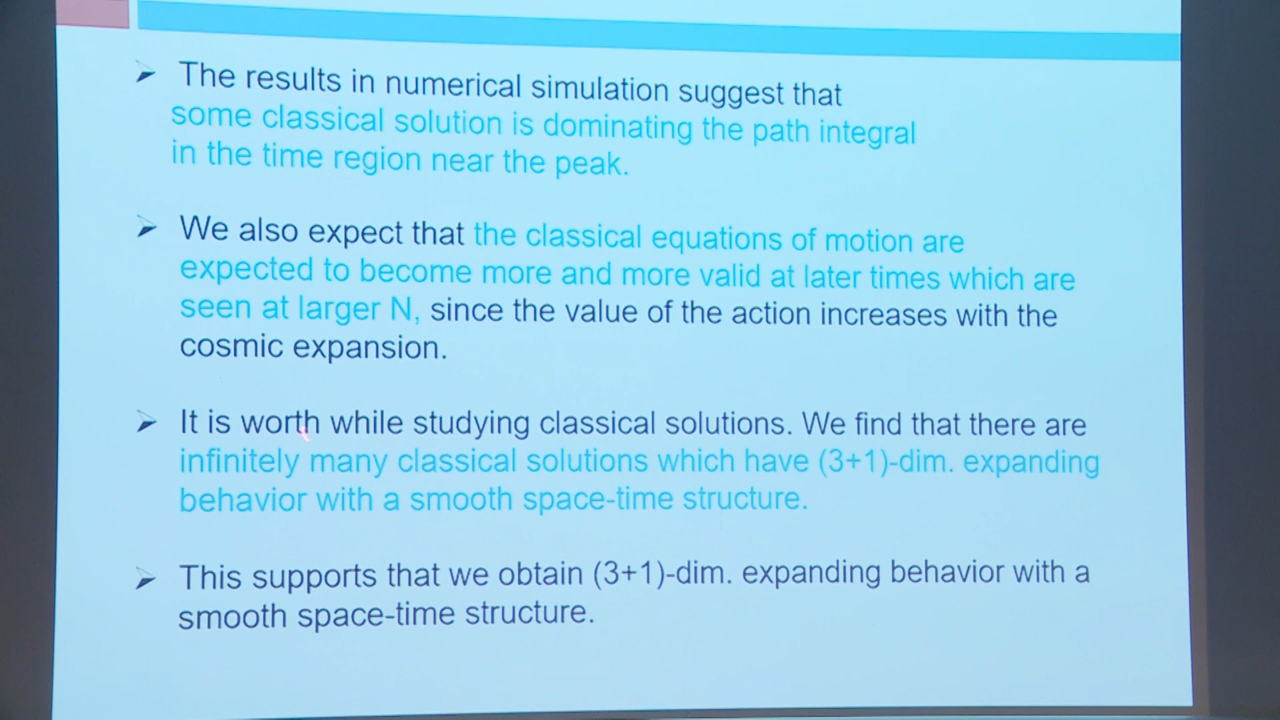 The results in numerical simulation suggest that
some classical solution is dominating the path integral
in the time region near the peak.
We also expect that the classical equations of motion are
expected to become more and more valid at later times which are
seen at larger N, since the value of the action increases with the
cosmic expansion.
It is worth while studying classical solutions. We find that there are
infinitely many classical solutions which have (3+1)-dim. expanding
behavior with a smooth space-time structure.
This supports that we obtain (3+1)-dim. expanding behavior with a
smooth space-time structure.